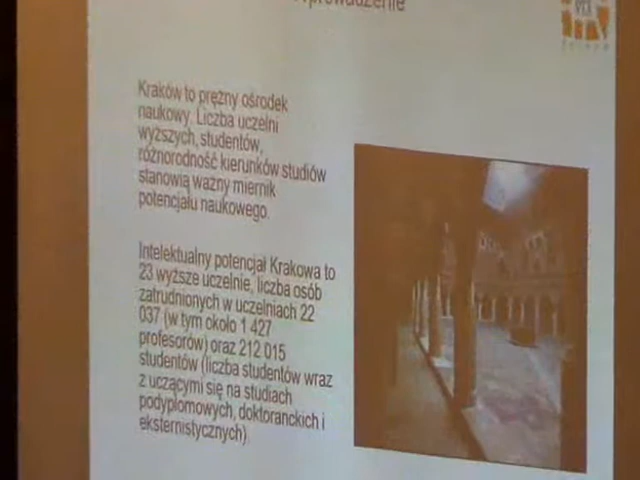 Kraków to prężny ośrodek
naukowy. Liczba uczelni
wyższych, studentów,
różnorodność kierunków studiów
stanowią ważny miernik
potencjału naukowego.
Intelektualny potencjał Krakowa to
23 wyższe uczelnie, liczba osób
zatrudnionych w uczelniach 22
037 (w tym około 1 427
profesorów) oraz 212 015
studentów (liczba studentów wraz
z uczącymi się na studiach
podyplomowych, doktoranckich i
eksternistycznych)